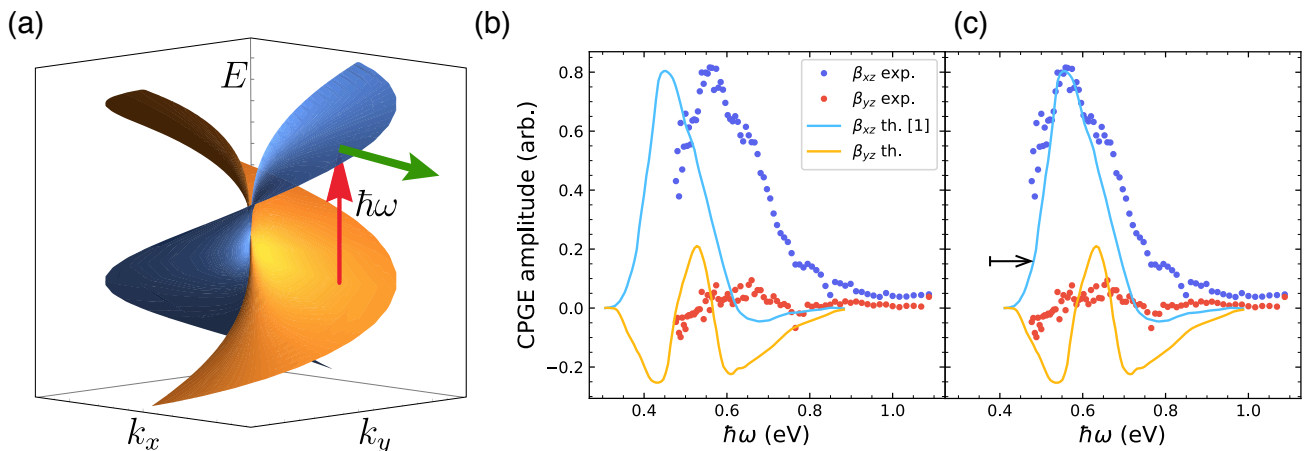 (a)
E
ħω
k_x
k_y
(b)
CPGE amplitude (arb.)
0.8
0.6
0.4
0.2
0.0
−0.2
β_xz exp.
β_yz exp.
β_xz th. [1]
β_yz th.
0.4 0.6 0.8 1.0
ħω (eV)
(c)
0.4 0.6 0.8 1.0
ħω (eV)